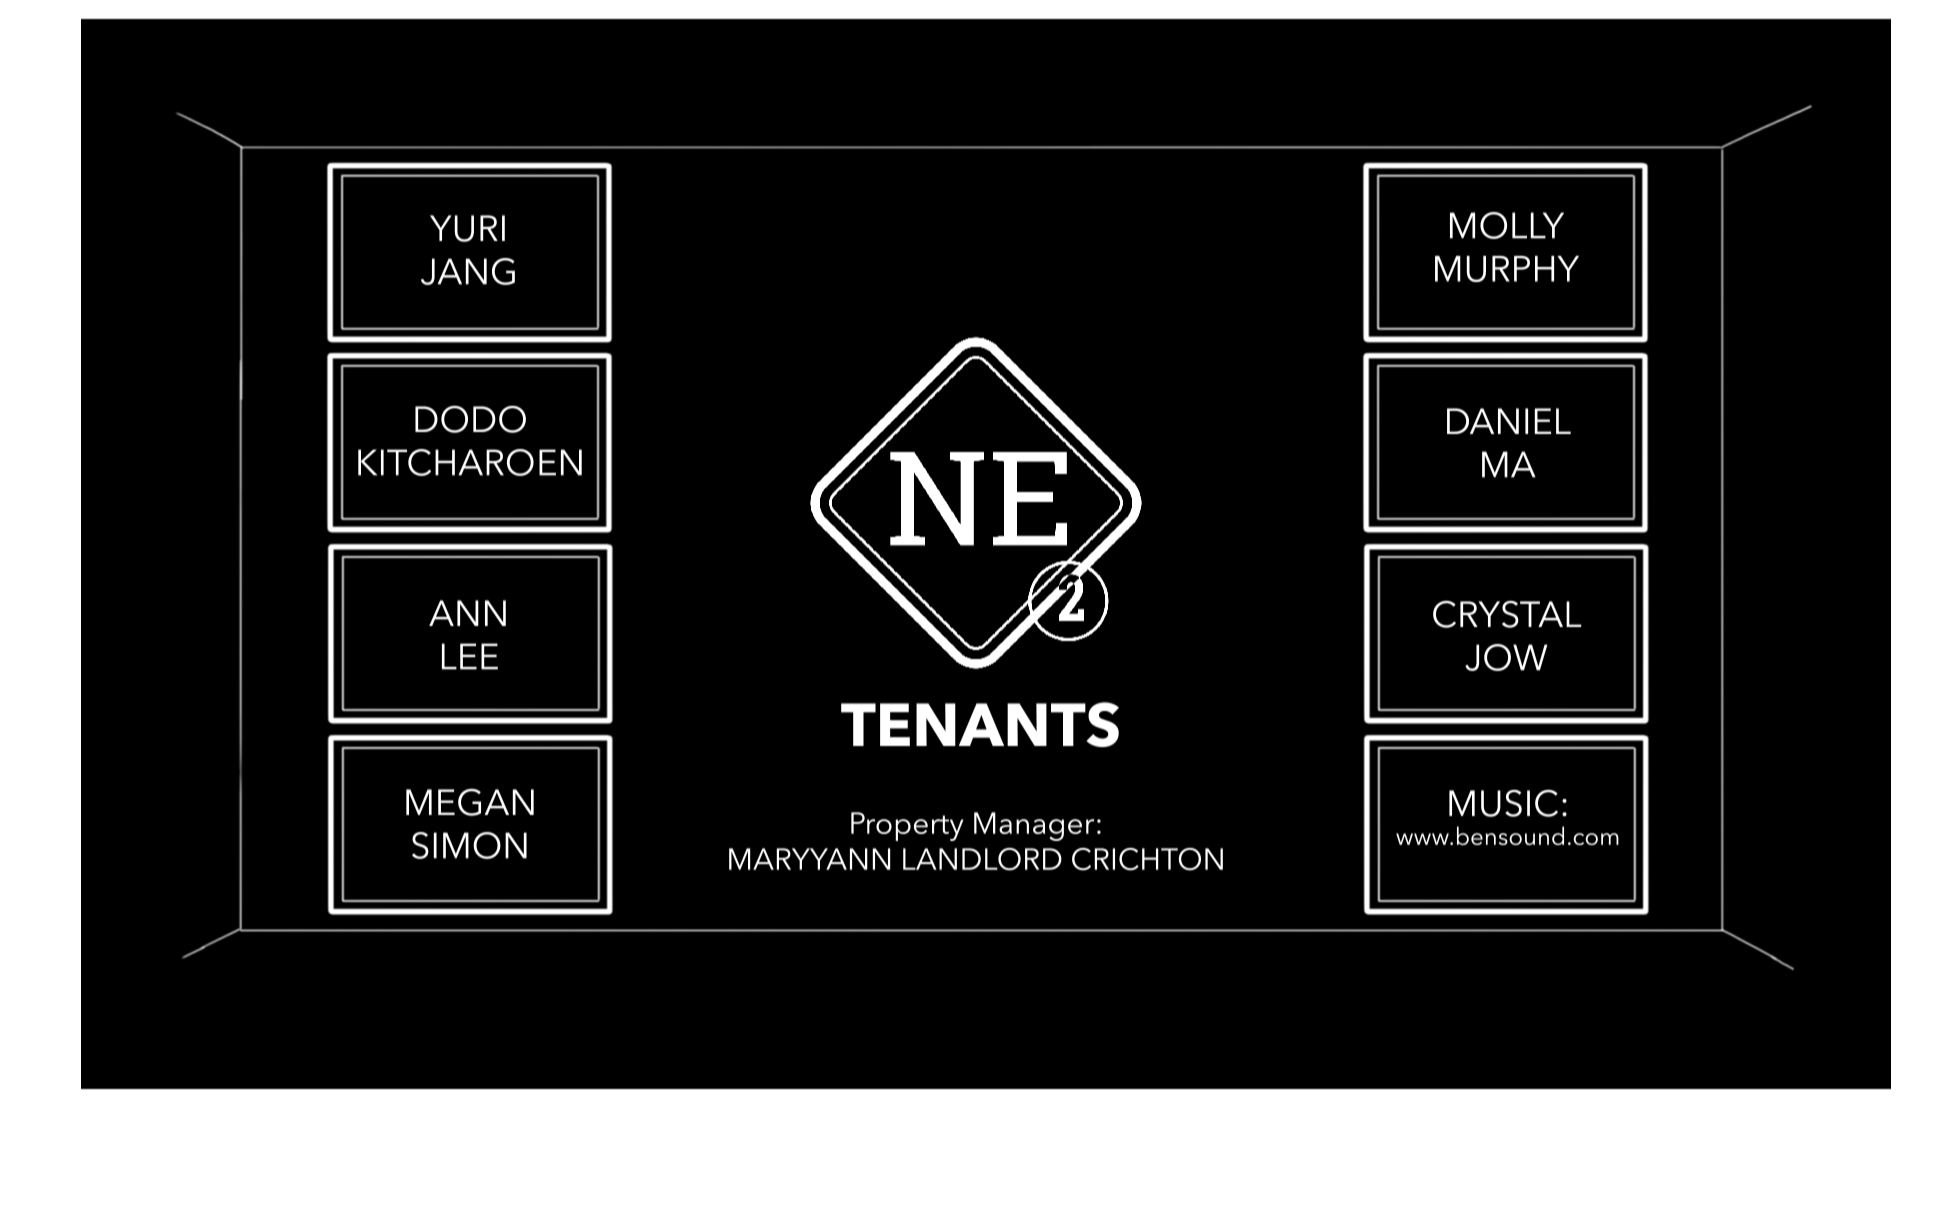 YURI
JANG
DODO
KITCHAROEN
ANN
LEE
MEGAN
SIMON
NE
2
TENANTS
Property Manager:
MARYYANN LANDLORD CRICHTON
MOLLY
MURPHY
DANIEL
MA
CRYSTAL
JOW
MUSIC:
www.bensound.com